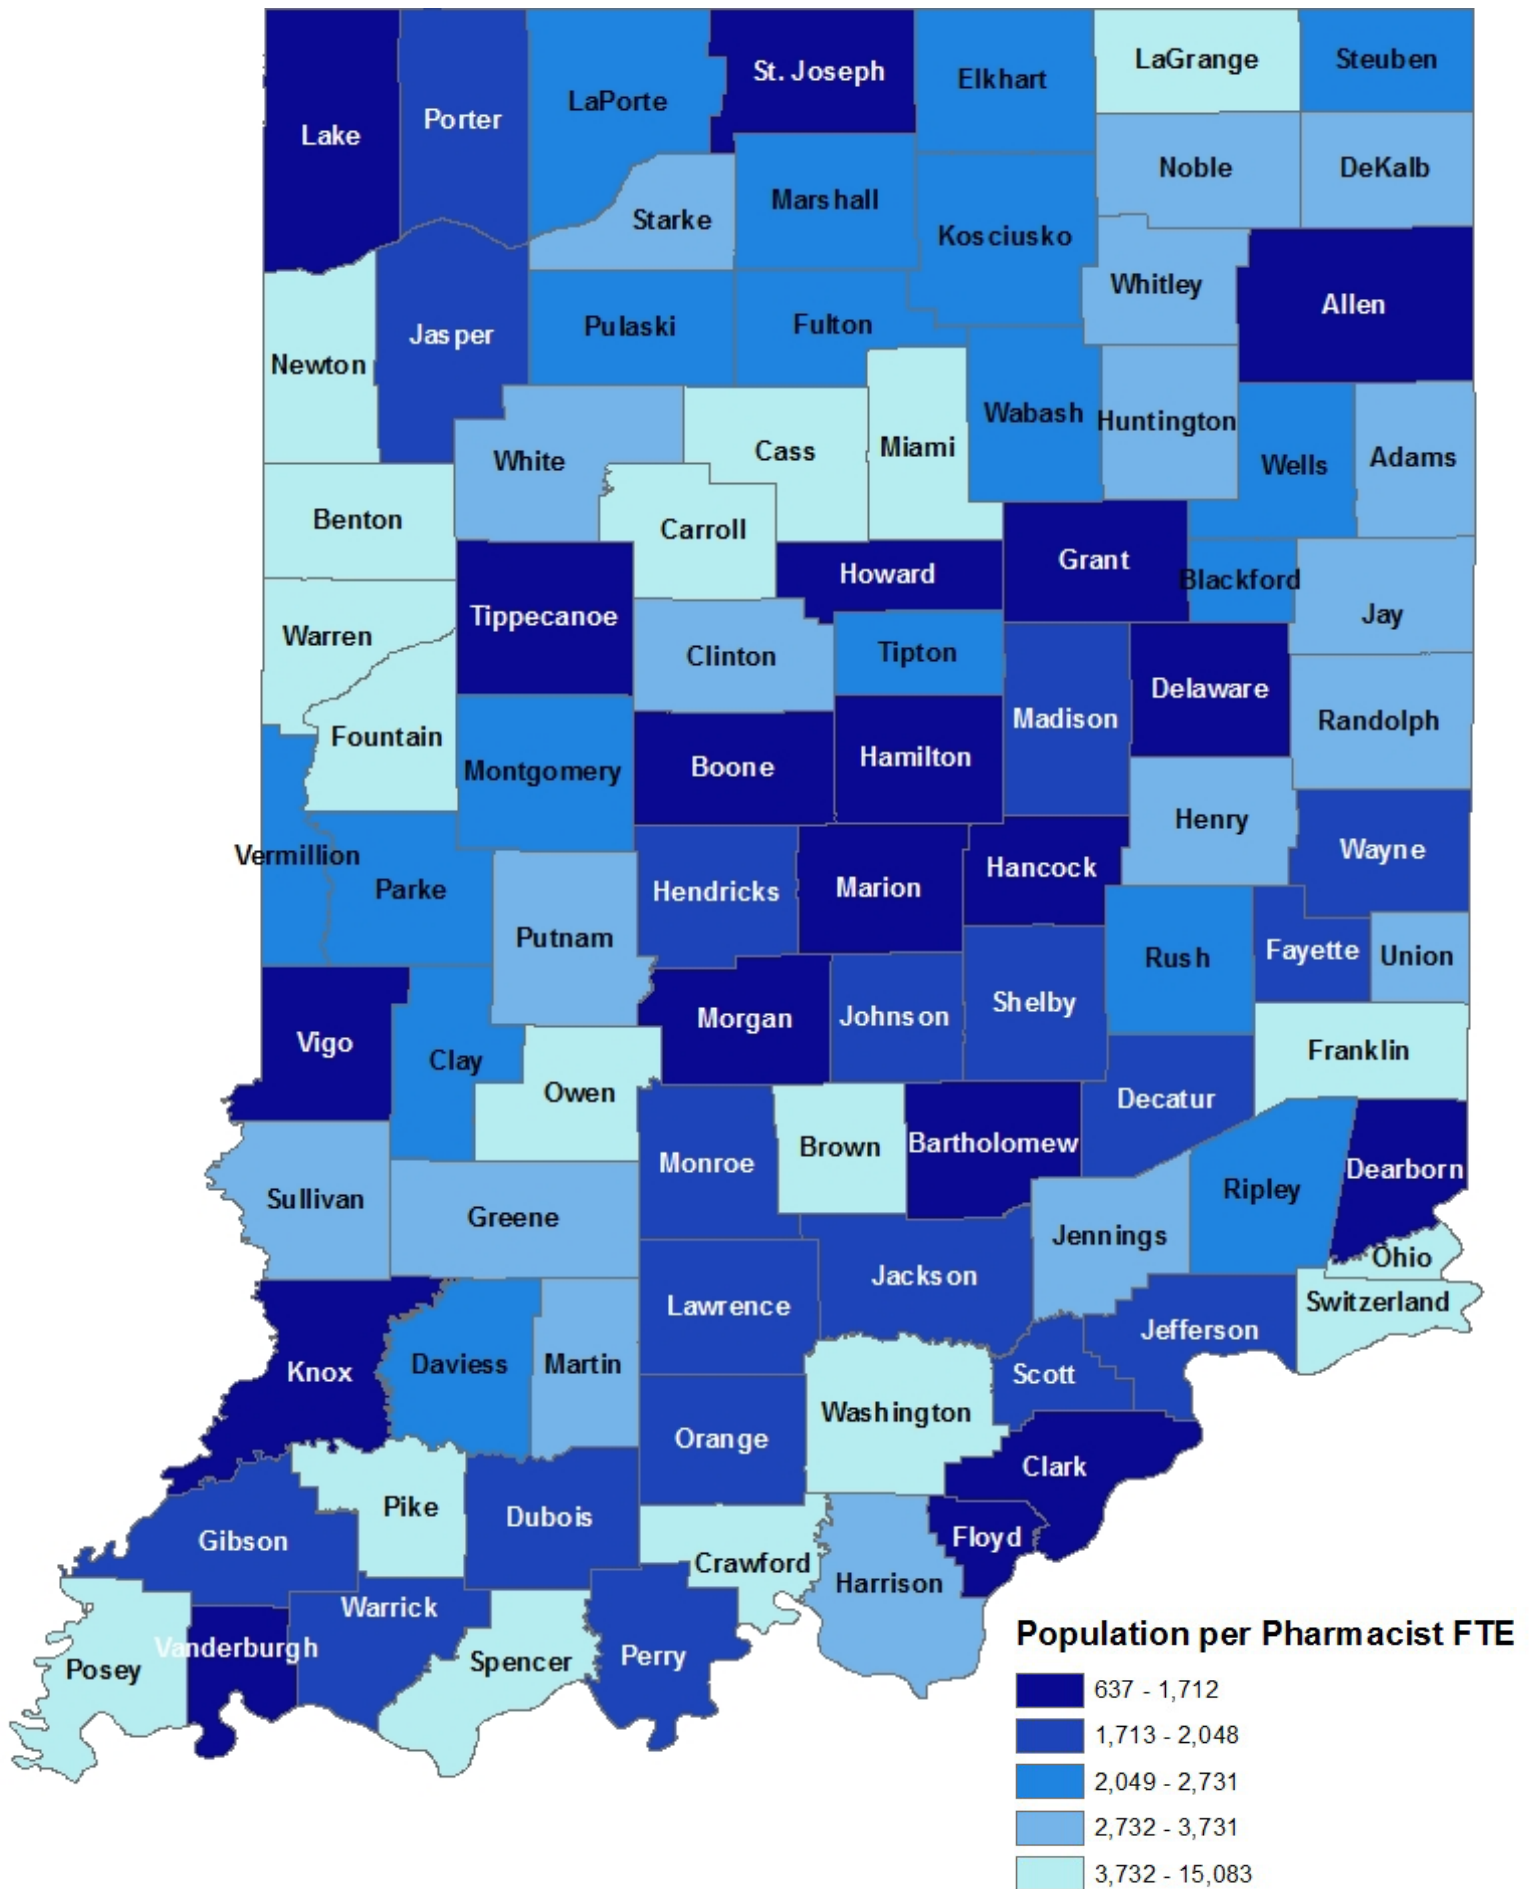 St. Joseph
LaGrange
Steuben
Elkhart
LaPorte
Porter
Lake
Noble
DeKalb
Marshall
Starke
Kosciusko
Whitley
Allen
Pulaski
Fulton
Jasper
Newton
Wabash
Huntington
Cass
Miami
White
Wells
Adams
Benton
Carroll
Grant
Howard
Blackford
Jay
Tippecanoe
Warren
Clinton
Tipton
Delaware
Madison
Randolph
Fountain
Hamilton
Boone
Montgomery
Henry
Wayne
Vermillion
Hancock
Parke
Hendricks
Marion
Putnam
Fayette
Union
Rush
Shelby
Morgan
Johnson
Vigo
Franklin
Clay
Owen
Decatur
Brown
Bartholomew
Monroe
Dearborn
Ripley
Sullivan
Greene
Jennings
Ohio
Jackson
Switzerland
Lawrence
Jefferson
Knox
Daviess
Martin
Scott
Washington
Orange
Clark
Pike
Dubois
Gibson
Floyd
Crawford
Harrison
Warrick
Vanderburgh
Perry
Spencer
Posey
Population per Pharmacist FTE
637 - 1,712
1,713 - 2,048
2,049 - 2,731
2,732 - 3,731
3,732 - 15,083